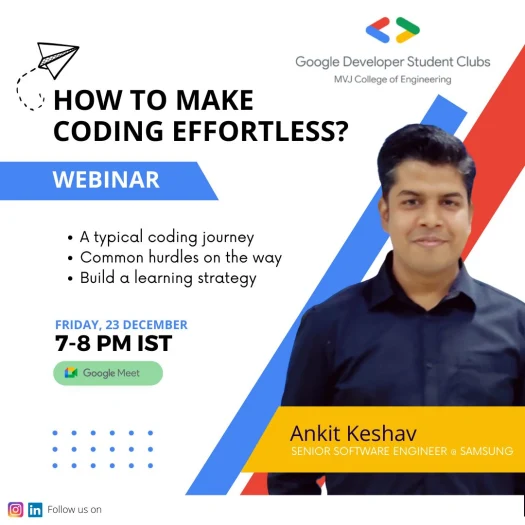 Google Developer Student Clubs
MVJ College of Engineering
HOW TO MAKE
CODING EFFORTLESS?
WEBINAR
• A typical coding journey
• Common hurdles on the way
• Build a learning strategy
FRIDAY, 23 DECEMBER
7-8 PM IST
Google Meet
Ankit Keshav
SENIOR SOFTWARE ENGINEER @ SAMSUNG
in Follow us on